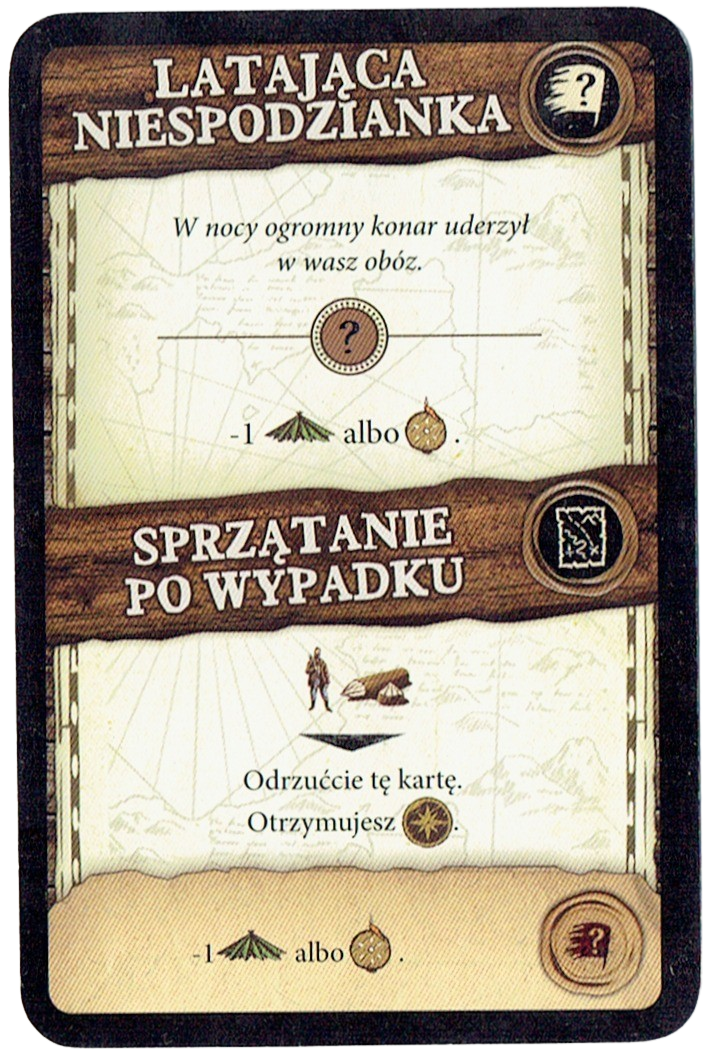 LATAJĄCA
NIESPODZIANKA
?
W nocy ogromny konar uderzył
w wasz obóz.
?
-1 albo .
SPRZĄTANIE
PO WYPADKU
Odrzućcie tę kartę.
Otrzymujesz .
-1 albo .
?